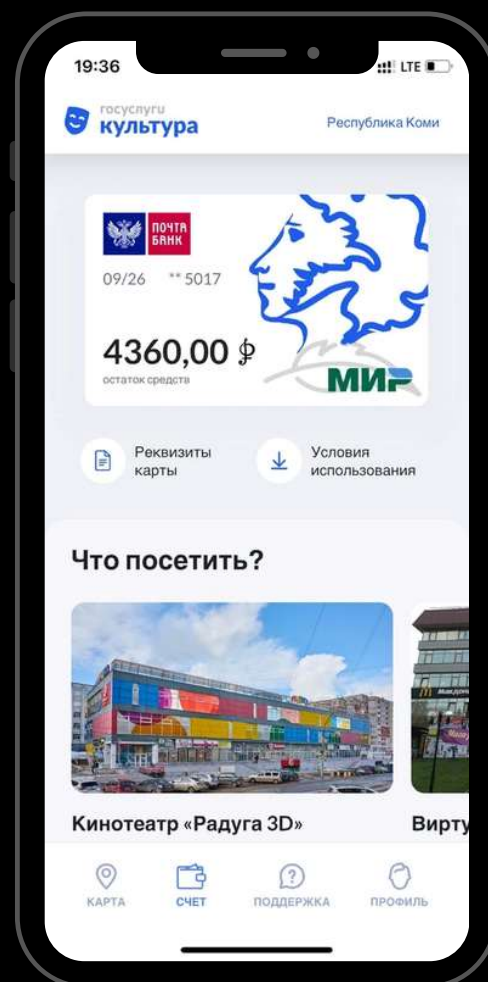 19:36
LTE
госуслуги
культура
Республика Коми
ПОЧТА
БАНК
09/26 ** 5017
4360,00 ₽
остаток средств
МИР
Реквизиты
карты
Условия
использования
Что посетить?
Кинотеатр «Радуга 3D»
Вирту
КАРТА
СЧЕТ
ПОДДЕРЖКА
ПРОФИЛЬ